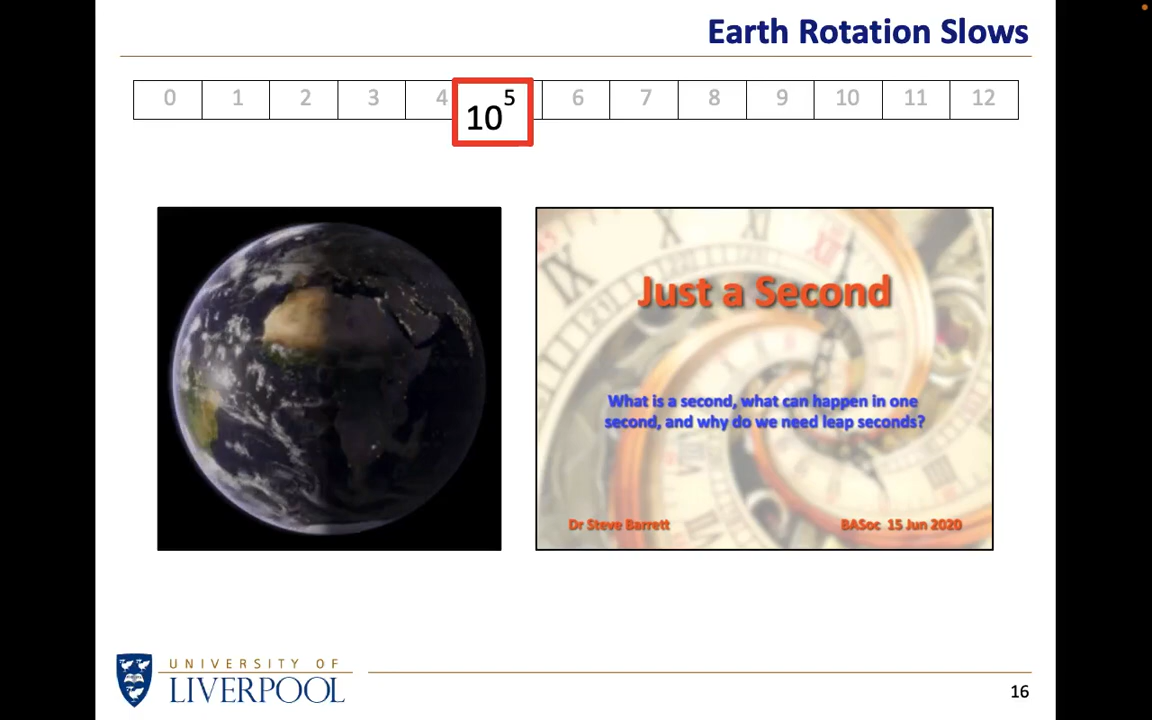 Earth Rotation Slows
0 1 2 3 4 10^5 6 7 8 9 10 11 12
Just a Second
What is a second, what can happen in one
second, and why do we need leap seconds?
Dr Steve Barrett BASoc 15 Jun 2020
UNIVERSITY OF
LIVERPOOL
16